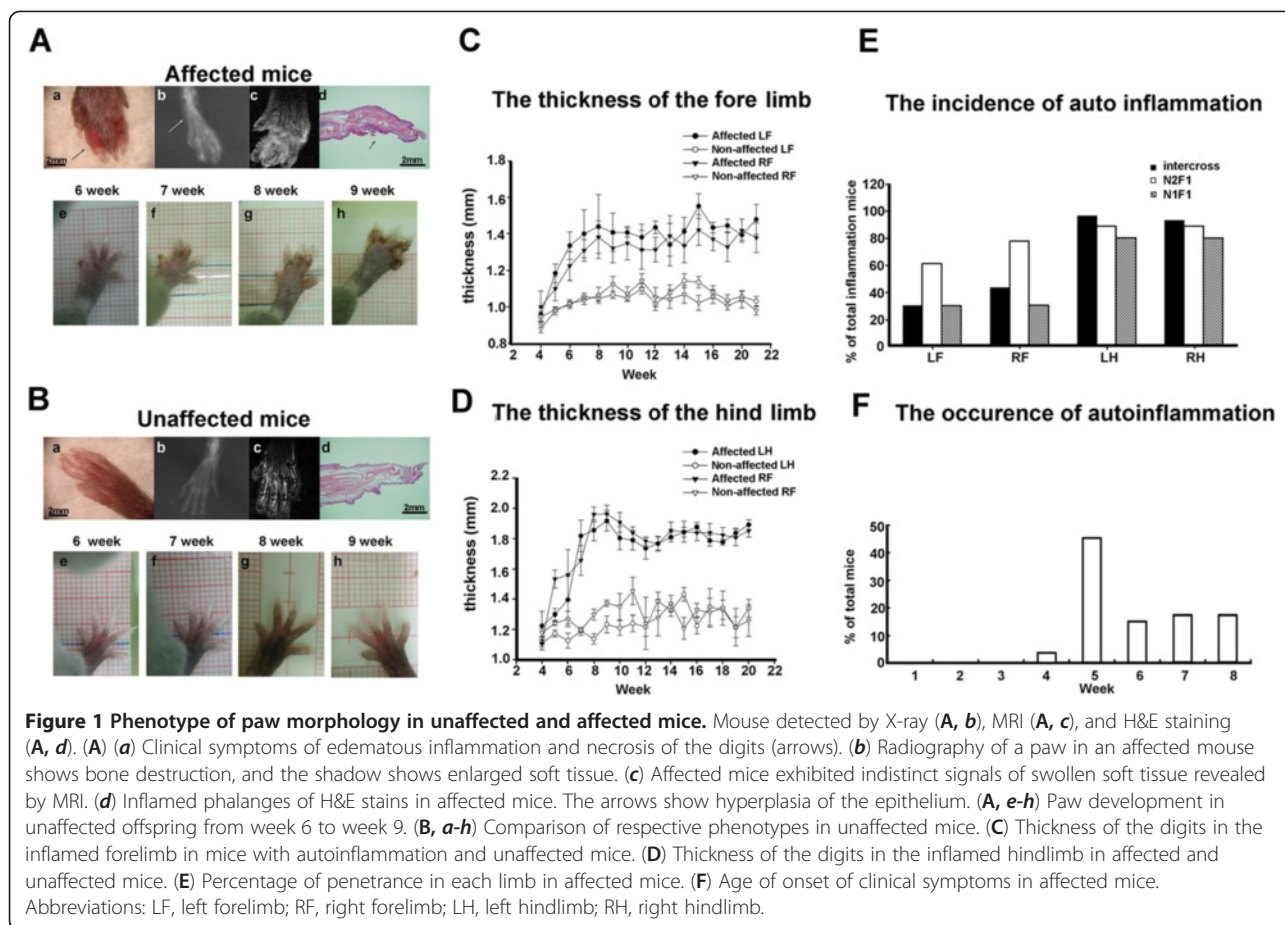 A
Affected mice
a
b
c
d
2mm
2mm
6 week
7 week
8 week
9 week
e
f
g
h
B
Unaffected mice
a
b
c
d
2mm
2mm
6 week
7 week
8 week
9 week
e
f
g
h
C
The thickness of the fore limb
Affected LF
Non-affected LF
Affected RF
Non-affected RF
1.8
1.6
1.4
1.2
1.0
0.8
thickness (mm)
2 4 6 8 10 12 14 16 18 20 22
Week
D
The thickness of the hind limb
Affected LH
Non-affected LH
Affected RF
Non-affected RF
2.2
2.0
1.8
1.6
1.4
1.2
1.0
thickness (mm)
2 4 6 8 10 12 14 16 18 20 22
Week
E
The incidence of auto inflammation
intercross
N2F1
N1F1
120
100
80
60
40
20
0
% of total inflammation mice
LF RF LH RH
F
The occurence of autoinflammation
50
40
30
20
10
0
% of total mice
1 2 3 4 5 6 7 8
Week
Figure 1 Phenotype of paw morphology in unaffected and affected mice. Mouse detected by X-ray (A, b), MRI (A, c), and H&E staining
(A, d). (A) (a) Clinical symptoms of edematous inflammation and necrosis of the digits (arrows). (b) Radiography of a paw in an affected mouse
shows bone destruction, and the shadow shows enlarged soft tissue. (c) Affected mice exhibited indistinct signals of swollen soft tissue revealed
by MRI. (d) Inflamed phalanges of H&E stains in affected mice. The arrows show hyperplasia of the epithelium. (A, e-h) Paw development in
unaffected offspring from week 6 to week 9. (B, a-h) Comparison of respective phenotypes in unaffected mice. (C) Thickness of the digits in the
inflamed forelimb in mice with autoinflammation and unaffected mice. (D) Thickness of the digits in the inflamed hindlimb in affected and
unaffected mice. (E) Percentage of penetrance in each limb in affected mice. (F) Age of onset of clinical symptoms in affected mice.
Abbreviations: LF, left forelimb; RF, right forelimb; LH, left hindlimb; RH, right hindlimb.